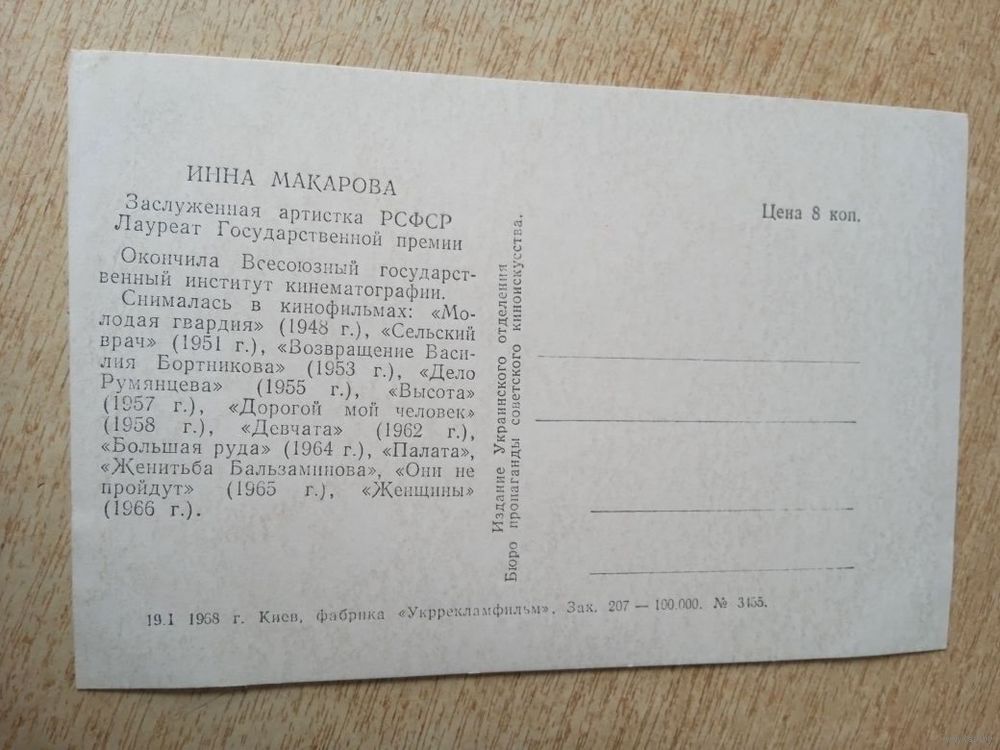 ИННА МАКАРОВА
Заслуженная артистка РСФСР
Лауреат Государственной премии
Окончила Всесоюзный государст-
венный институт кинематографии.
Снималась в кинофильмах: «Мо-
лодая гвардия» (1948 г.), «Сельский
врач» (1951 г.), «Возвращение Васи-
лия Бортникова» (1953 г.), «Дело
Румянцева» (1955 г.), «Высота»
(1957 г.), «Дорогой мой человек»
(1958 г.), «Девчата» (1962 г.),
«Большая руда» (1964 г.), «Палата»,
«Женитьба Бальзаминова», «Они не
пройдут» (1965 г.), «Женщины»
(1966 г.).
Издание Украинского отделения
Бюро пропаганды советского киноискусства.
Цена 8 коп.
19.I 1968 г. Киев, фабрика «Укррекламфильм». Зак. 207 — 100.000. №